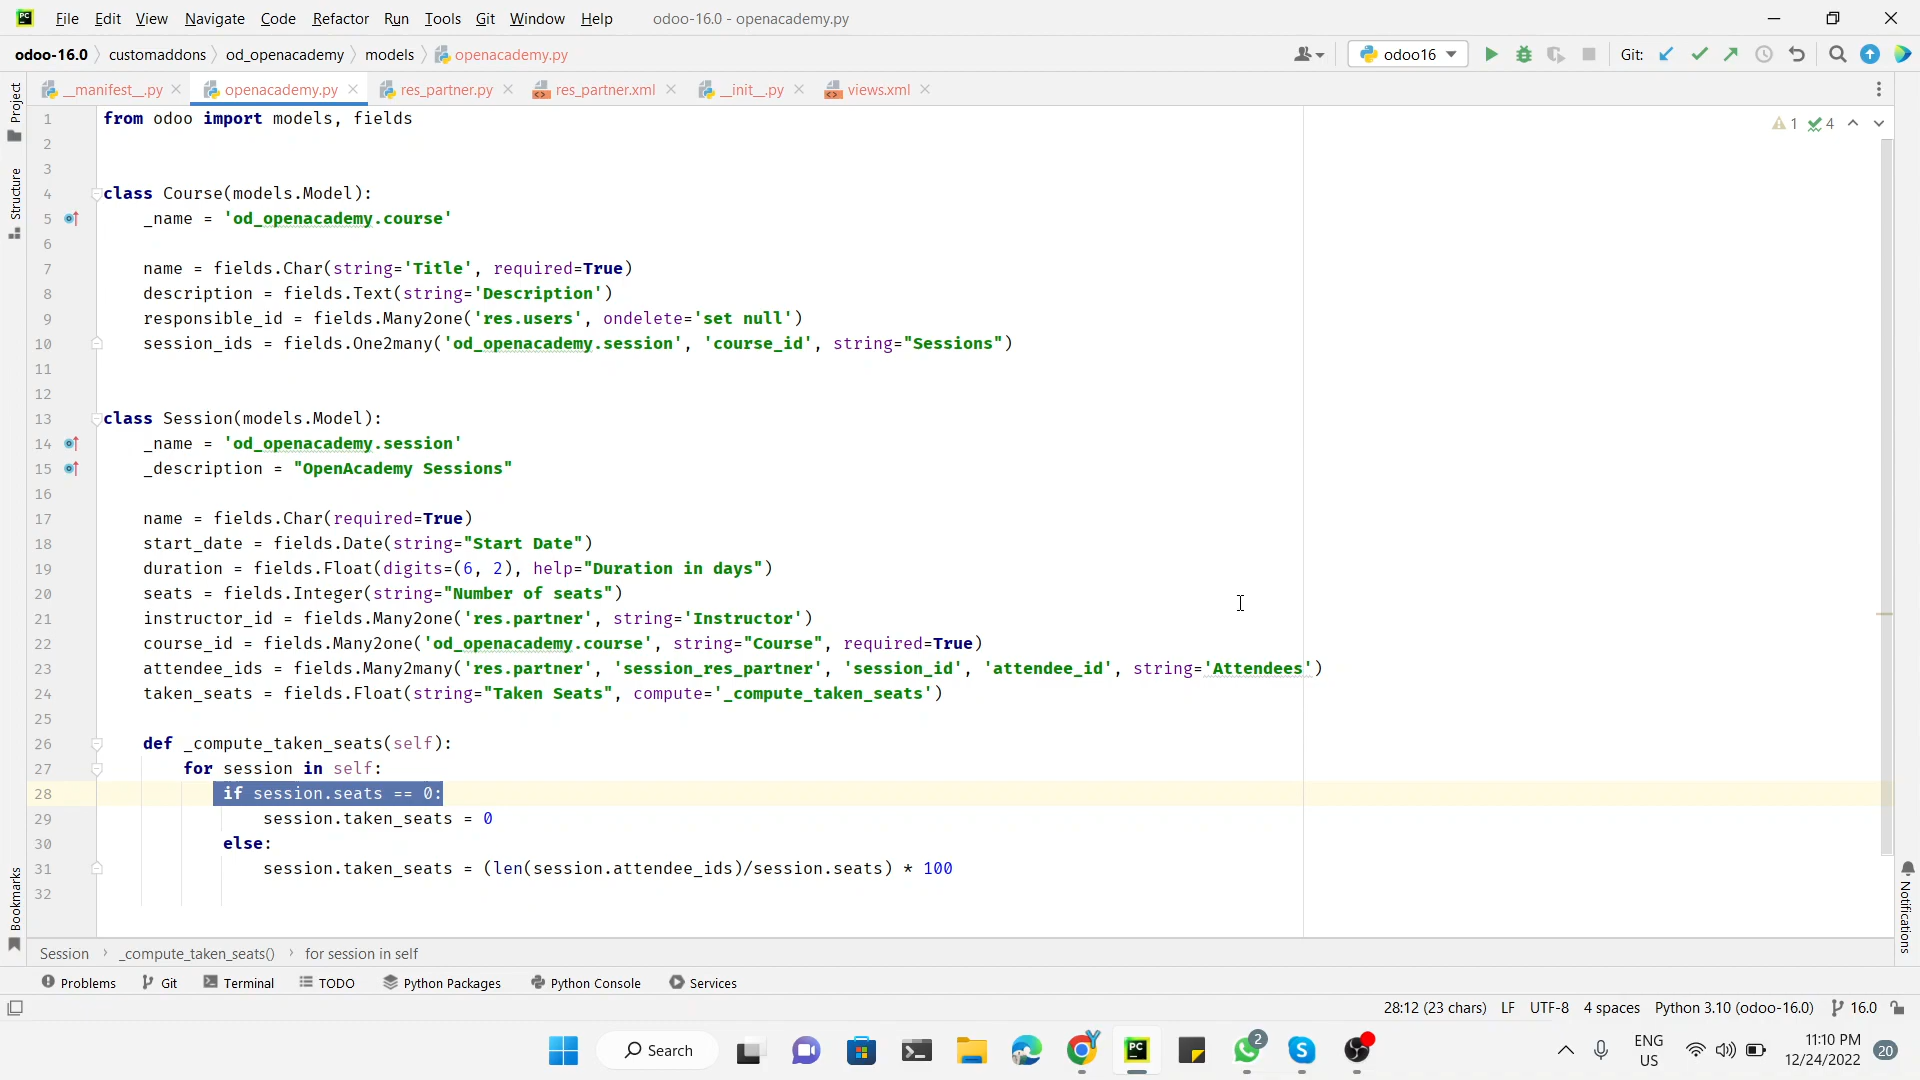 File Edit View Navigate Code Refactor Run Tools Git Window Help odoo-16.0 - openacademy.py
odoo-16.0 customaddons od_openacademy models openacademy.py odoo16 Git:
__manifest__.py openacademy.py res_partner.py res_partner.xml __init__.py views.xml
Project
Structure
Bookmarks
1 4
1 from odoo import models, fields
2
3
4 class Course(models.Model):
5 _name = 'od_openacademy.course'
6
7 name = fields.Char(string='Title', required=True)
8 description = fields.Text(string='Description')
9 responsible_id = fields.Many2one('res.users', ondelete='set null')
10 session_ids = fields.One2many('od_openacademy.session', 'course_id', string="Sessions")
11
12
13 class Session(models.Model):
14 _name = 'od_openacademy.session'
15 _description = "OpenAcademy Sessions"
16
17 name = fields.Char(required=True)
18 start_date = fields.Date(string="Start Date")
19 duration = fields.Float(digits=(6, 2), help="Duration in days")
20 seats = fields.Integer(string="Number of seats")
21 instructor_id = fields.Many2one('res.partner', string='Instructor')
22 course_id = fields.Many2one('od_openacademy.course', string="Course", required=True)
23 attendee_ids = fields.Many2many('res.partner', 'session_res_partner', 'session_id', 'attendee_id', string='Attendees')
24 taken_seats = fields.Float(string="Taken Seats", compute='_compute_taken_seats')
25
26 def _compute_taken_seats(self):
27 for session in self:
28 if session.seats == 0:
29 session.taken_seats = 0
30 else:
31 session.taken_seats = (len(session.attendee_ids)/session.seats) * 100
32
Notifications
Session _compute_taken_seats() for session in self
Problems Git Terminal TODO Python Packages Python Console Services
28:12 (23 chars) LF UTF-8 4 spaces Python 3.10 (odoo-16.0) 16.0
Search PC 2 S ENG US 11:10 PM 12/24/2022 20